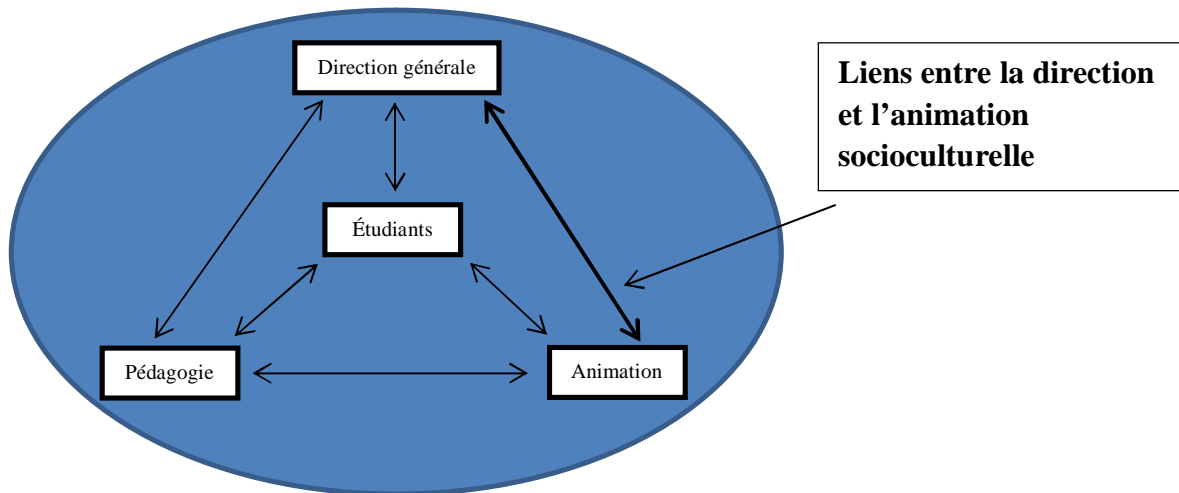 Direction générale
Liens entre la direction
et l’animation
socioculturelle
Étudiants
Pédagogie
Animation